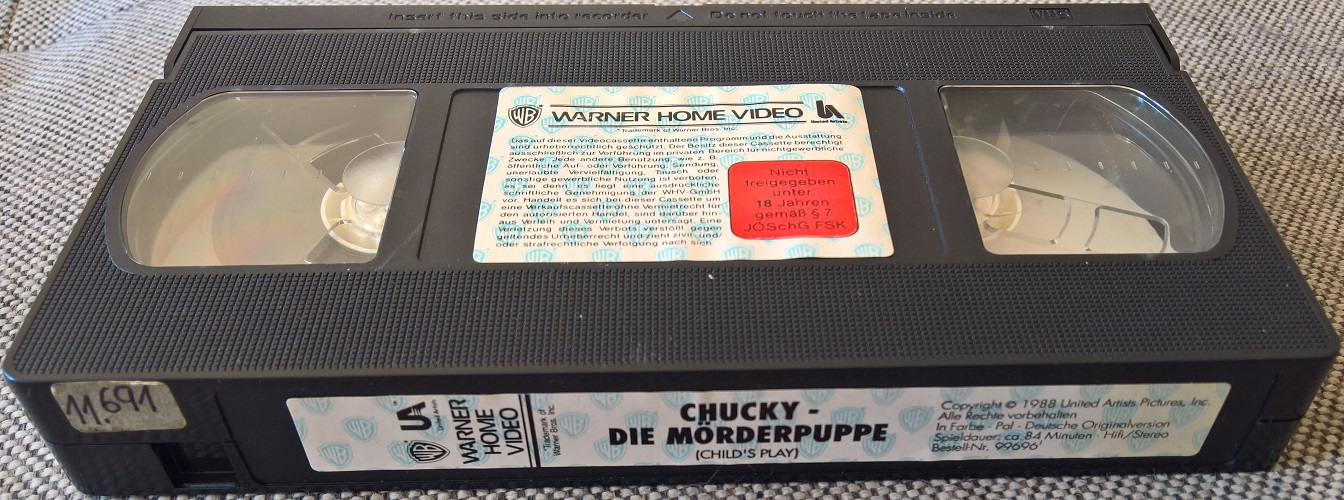 Insert this side into recorder Do not touch the tape inside VHS
WB WARNER HOME VIDEO UA
United Artists
*Trademark of Warner Bros. Inc.
Das auf dieser Videocassette enthaltene Programm und die Ausstattung
sind urheberrechtlich geschützt. Der Besitz dieser Cassette berechtigt
ausschließlich zur Vorführung im privaten Bereich für nichtgewerbliche
Zwecke. Jede andere Benutzung, wie z. B.
öffentliche Auf- oder Vorführung, Sendung,
unerlaubte Vervielfältigung, Tausch oder
sonstige gewerbliche Nutzung ist verboten,
es sei denn, es liegt eine ausdrückliche
schriftliche Genehmigung der WHV-GmbH
vor. Handelt es sich bei dieser Cassette um
eine Verkaufscassette ohne Vermietrecht für
den autorisierten Handel, sind darüber hin-
aus Verleih und Vermietung untersagt. Eine
Verletzung dieses Verbots verstößt gegen
geltendes Urheberrecht und zieht zivil- und/
oder strafrechtliche Verfolgung nach sich.
Nicht
freigegeben
unter
18 Jahren
gemäß § 7
JÖSchG FSK
11.691
UA
United Artists
WB WARNER
HOME
VIDEO
*Trademark of
Warner Bros. Inc.
CHUCKY -
DIE MÖRDERPUPPE
(CHILD'S PLAY)
Copyright © 1988 United Artists Pictures, Inc.
Alle Rechte vorbehalten
In Farbe · Pal · Deutsche Originalversion
Spieldauer: ca. 84 Minuten · Hifi/Stereo
Bestell-Nr. 99696